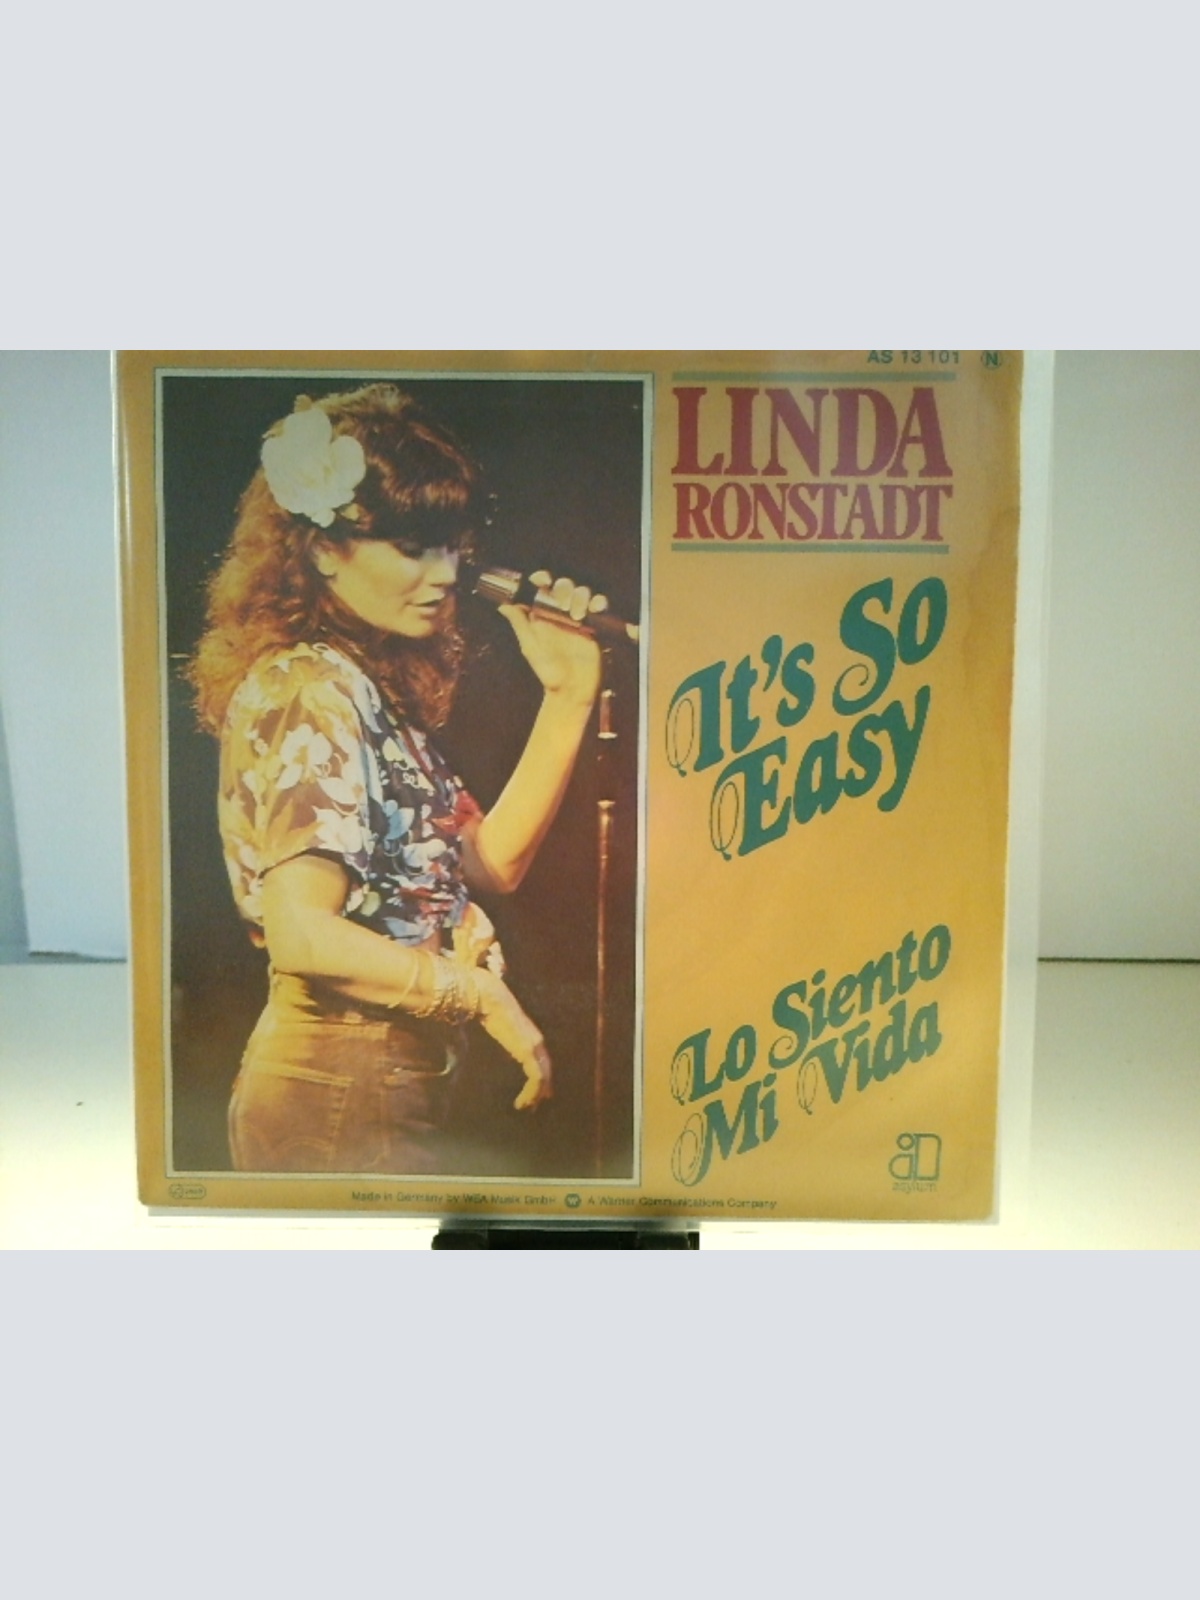 AS 13 101 N
LINDA
RONSTADT
It's So
Easy
Lo Siento
Mi Vida
asylum
Made in Germany by WEA Musik GmbH W A Warner Communications Company